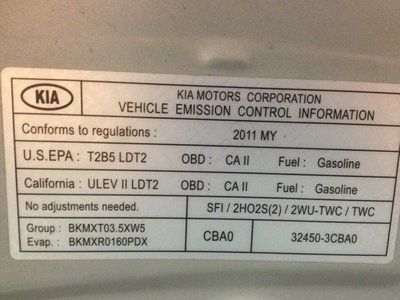 KIA KIA MOTORS CORPORATION
VEHICLE EMISSION CONTROL INFORMATION
Conforms to regulations : 2011 MY
U.S.EPA : T2B5 LDT2 OBD : CA II Fuel : Gasoline
California : ULEV II LDT2 OBD : CA II Fuel : Gasoline
No adjustments needed. SFI / 2HO2S(2) / 2WU-TWC / TWC
Group : BKMXT03.5XW5
Evap. : BKMXR0160PDX
CBA0 32450-3CBA0